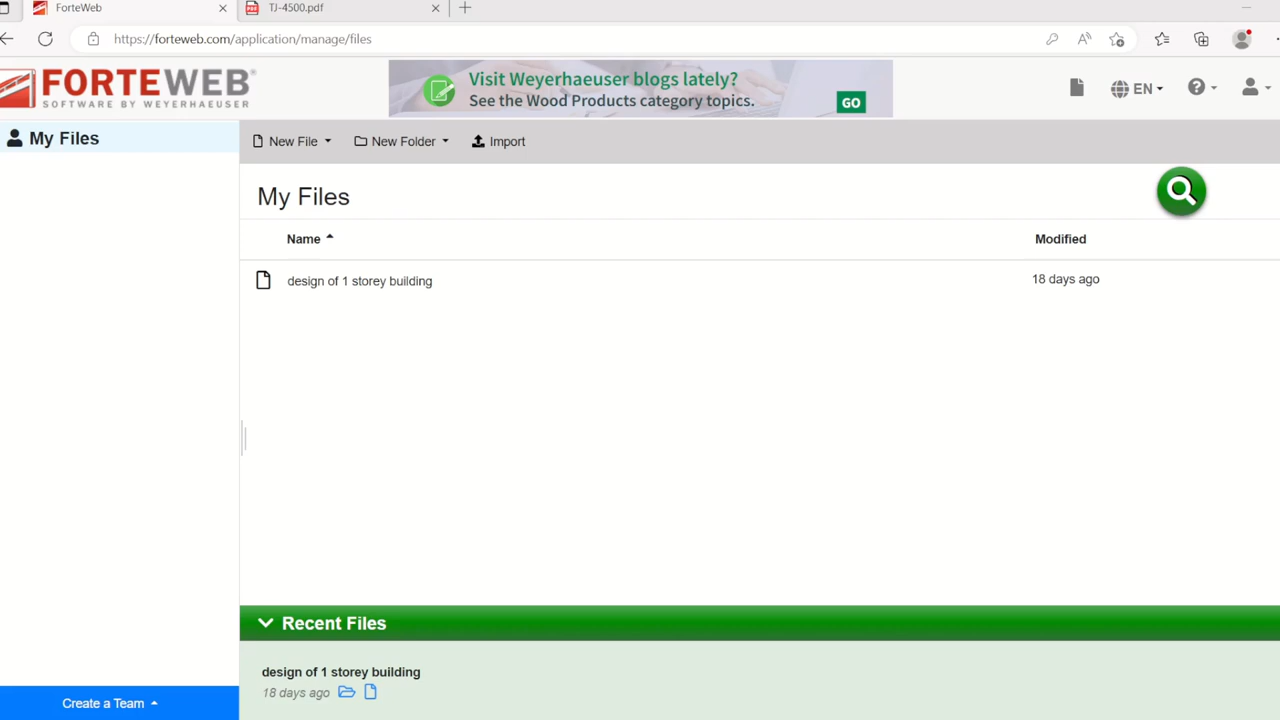 ForteWeb
TJ-4500.pdf
https://forteweb.com/application/manage/files
FORTEWEB®
SOFTWARE BY WEYERHAEUSER
Visit Weyerhaeuser blogs lately?
See the Wood Products category topics.
GO
EN
My Files
New File
New Folder
Import
My Files
Name
Modified
design of 1 storey building
18 days ago
Recent Files
design of 1 storey building
18 days ago
Create a Team